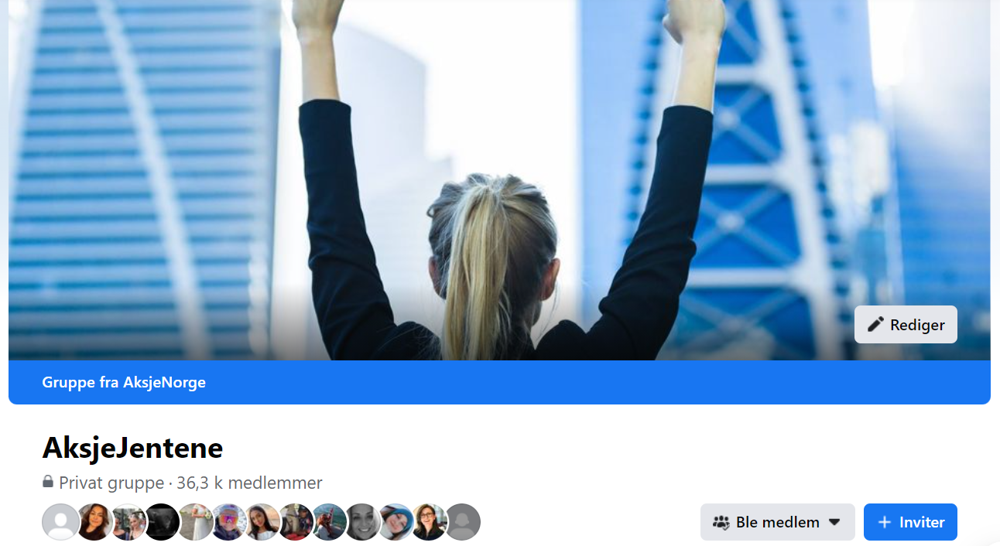 Rediger
Gruppe fra AksjeNorge
AksjeJentene
Privat gruppe · 36,3 k medlemmer
Ble medlem
+ Inviter